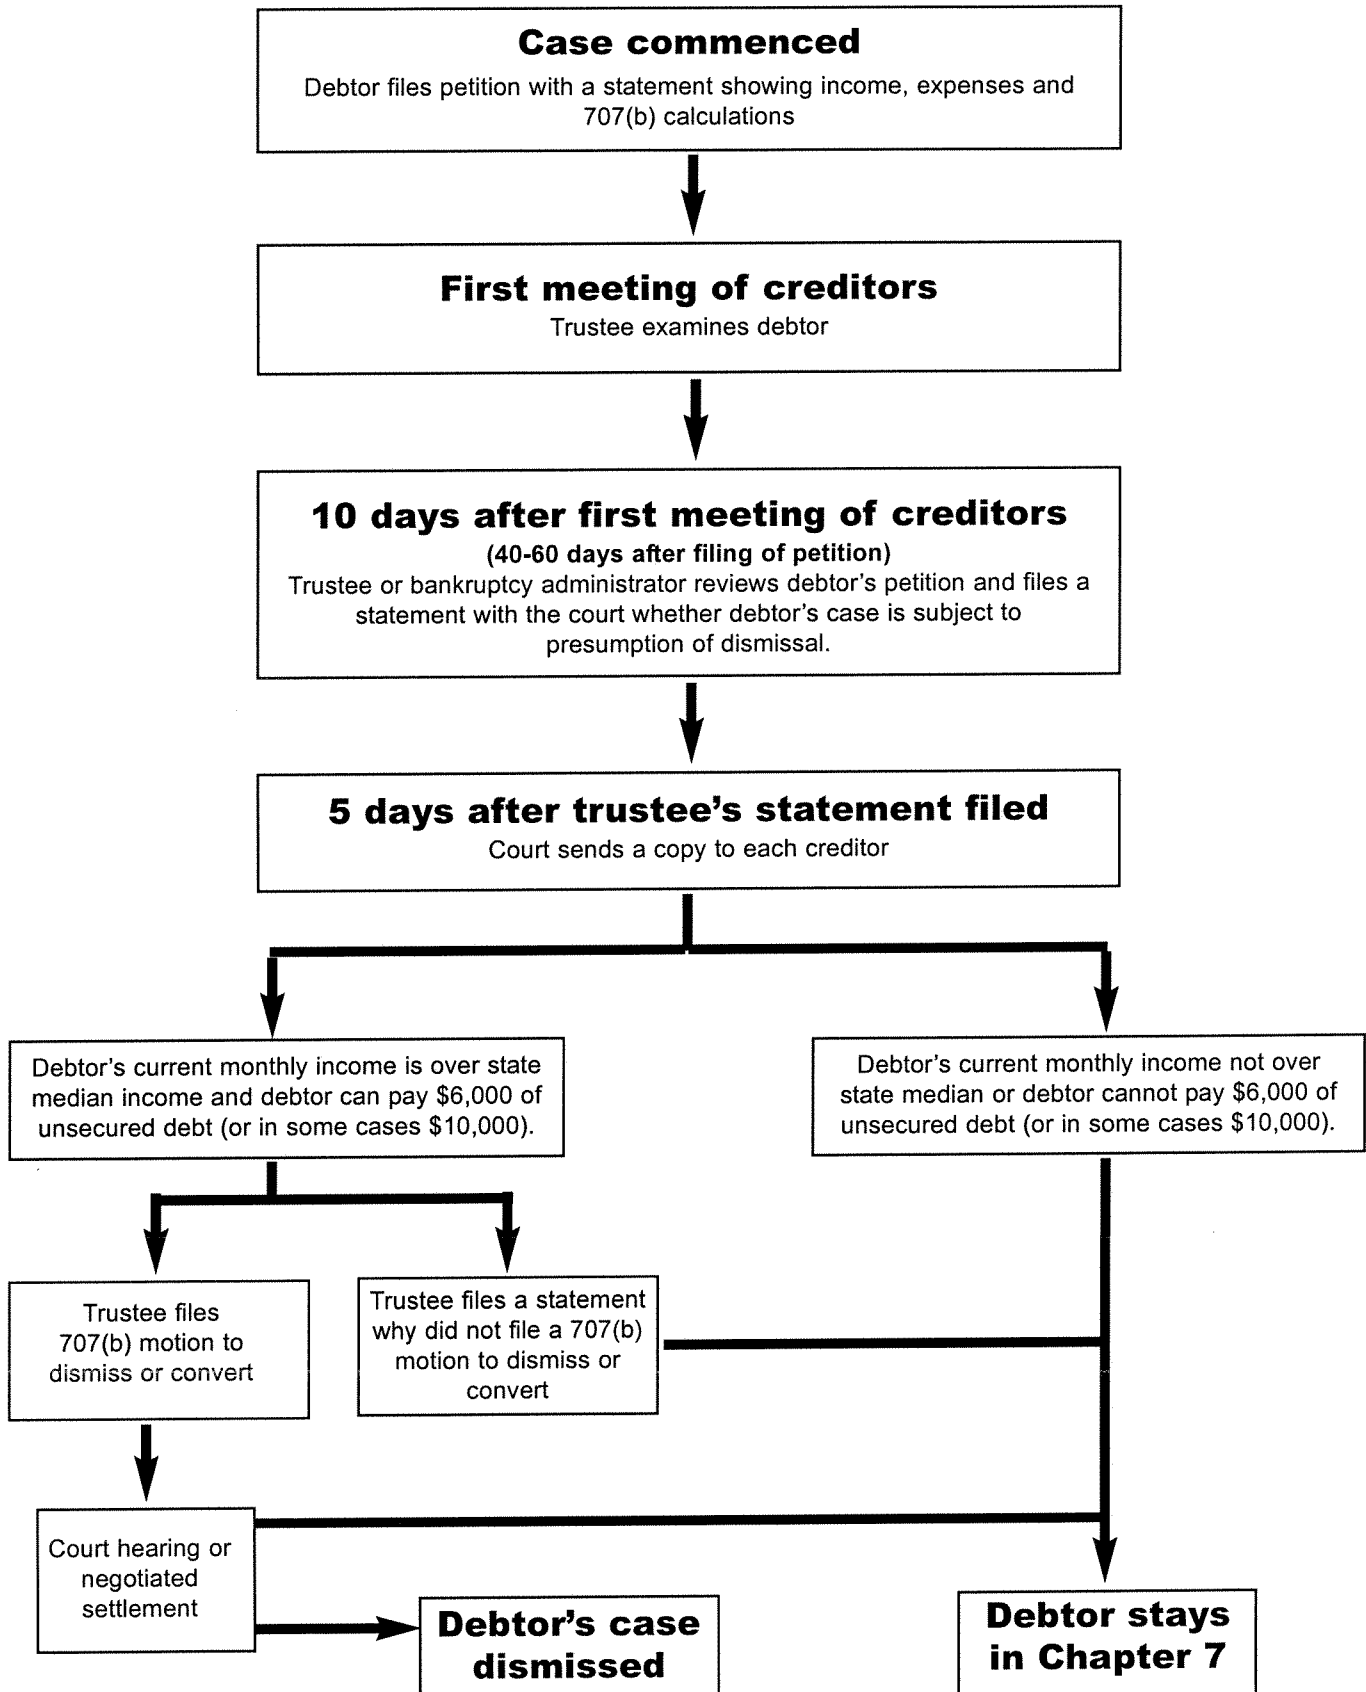 Case commenced
Debtor files petition with a statement showing income, expenses and
707(b) calculations
First meeting of creditors
Trustee examines debtor
10 days after first meeting of creditors
(40-60 days after filing of petition)
Trustee or bankruptcy administrator reviews debtor's petition and files a
statement with the court whether debtor's case is subject to
presumption of dismissal.
5 days after trustee's statement filed
Court sends a copy to each creditor
Debtor's current monthly income is over state
median income and debtor can pay $6,000 of
unsecured debt (or in some cases $10,000).
Debtor's current monthly income not over
state median or debtor cannot pay $6,000 of
unsecured debt (or in some cases $10,000).
Trustee files
707(b) motion to
dismiss or convert
Trustee files a statement
why did not file a 707(b)
motion to dismiss or
convert
Court hearing or
negotiated
settlement
Debtor's case
dismissed
Debtor stays
in Chapter 7